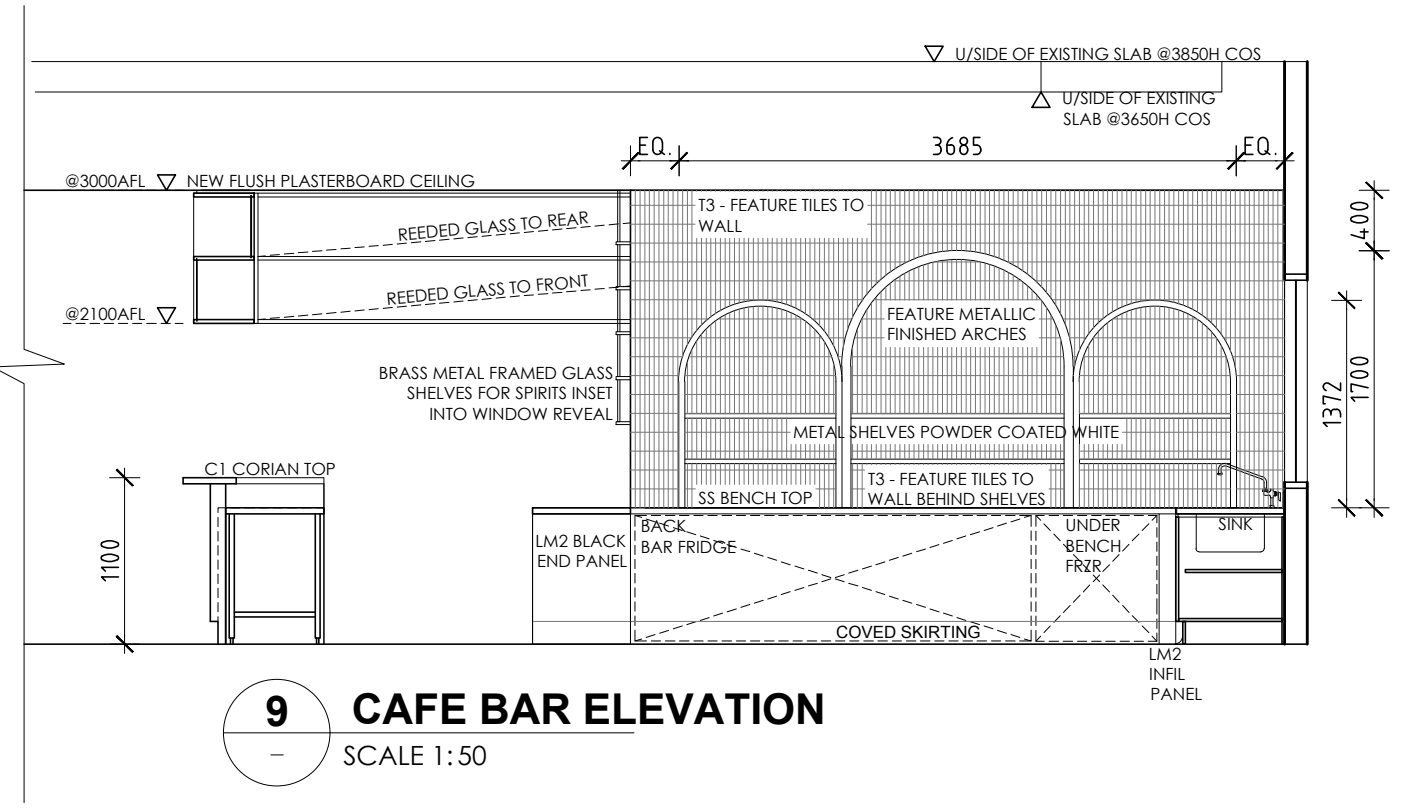 U/SIDE OF EXISTING SLAB @3850H COS
U/SIDE OF EXISTING
SLAB @3650H COS
EQ.
3685
EQ.
@3000AFL
NEW FLUSH PLASTERBOARD CEILING
T3 - FEATURE TILES TO
WALL
400
REEDED GLASS TO REAR
REEDED GLASS TO FRONT
@2100AFL
FEATURE METALLIC
FINISHED ARCHES
BRASS METAL FRAMED GLASS
SHELVES FOR SPIRITS INSET
INTO WINDOW REVEAL
1372
1700
METAL SHELVES POWDER COATED WHITE
C1 CORIAN TOP
T3 - FEATURE TILES TO
WALL BEHIND SHELVES
SS BENCH TOP
1100
LM2 BLACK
END PANEL
BACK
BAR FRIDGE
UNDER
BENCH
FRZR
SINK
COVED SKIRTING
LM2
INFIL
PANEL
9
–
CAFE BAR ELEVATION
SCALE 1:50